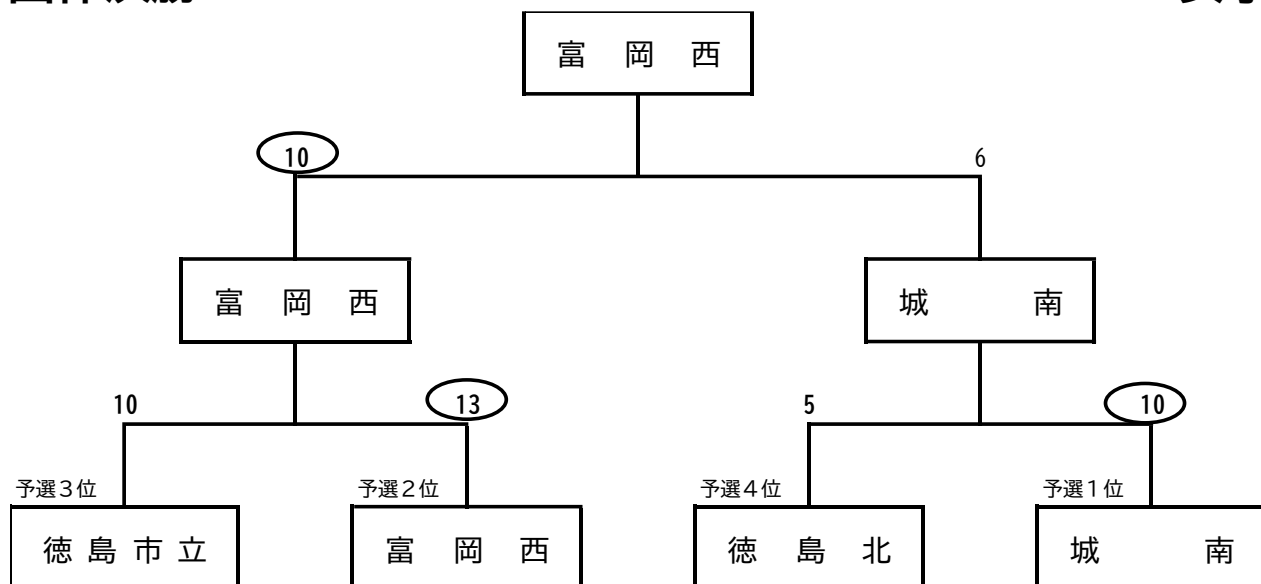 富岡西
10 6
富岡西 城南
10 13 5 10
予選3位 予選2位 予選4位 予選1位
徳島市立 富岡西 徳島北 城南